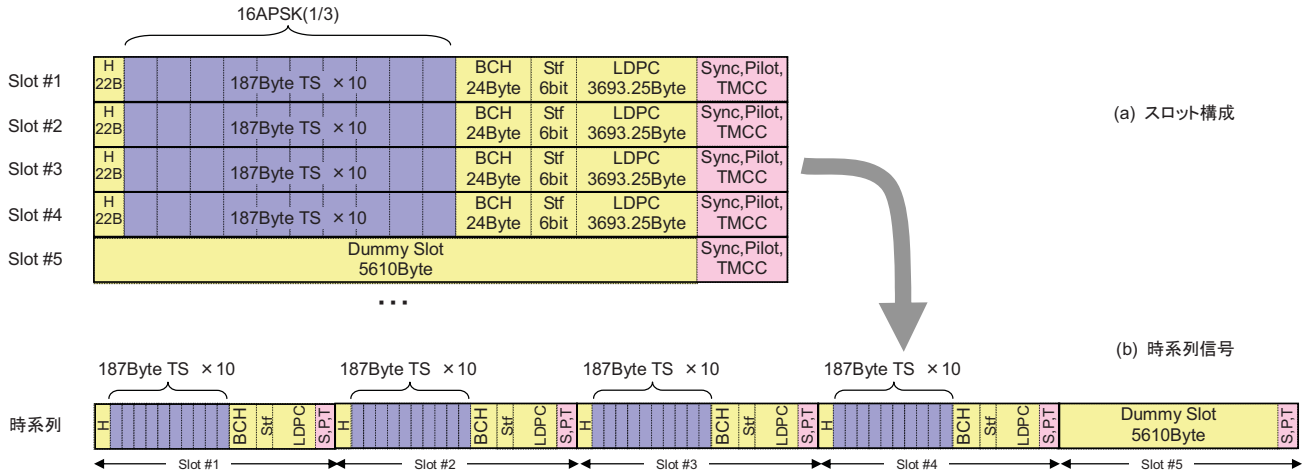 16APSK(1/3)
Slot #1
H
22B
187Byte TS ×10
BCH
24Byte
Stf
6bit
LDPC
3693.25Byte
Sync,Pilot,
TMCC
Slot #2
H
22B
187Byte TS ×10
BCH
24Byte
Stf
6bit
LDPC
3693.25Byte
Sync,Pilot,
TMCC
(a) スロット構成
Slot #3
H
22B
187Byte TS ×10
BCH
24Byte
Stf
6bit
LDPC
3693.25Byte
Sync,Pilot,
TMCC
Slot #4
H
22B
187Byte TS ×10
BCH
24Byte
Stf
6bit
LDPC
3693.25Byte
Sync,Pilot,
TMCC
Slot #5
Dummy Slot
5610Byte
Sync,Pilot,
TMCC
...
(b) 時系列信号
187Byte TS ×10
187Byte TS ×10
187Byte TS ×10
187Byte TS ×10
時系列
H
BCH
Stf
LDPC
S,P,T
H
BCH
Stf
LDPC
S,P,T
H
BCH
Stf
LDPC
S,P,T
H
BCH
Stf
LDPC
S,P,T
Dummy Slot
5610Byte
S,P,T
Slot #1
Slot #2
Slot #3
Slot #4
Slot #5